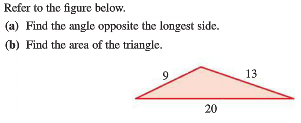 Refer to the figure below.
(a) Find the angle opposite the longest side.
(b) Find the area of the triangle.
9 13
20